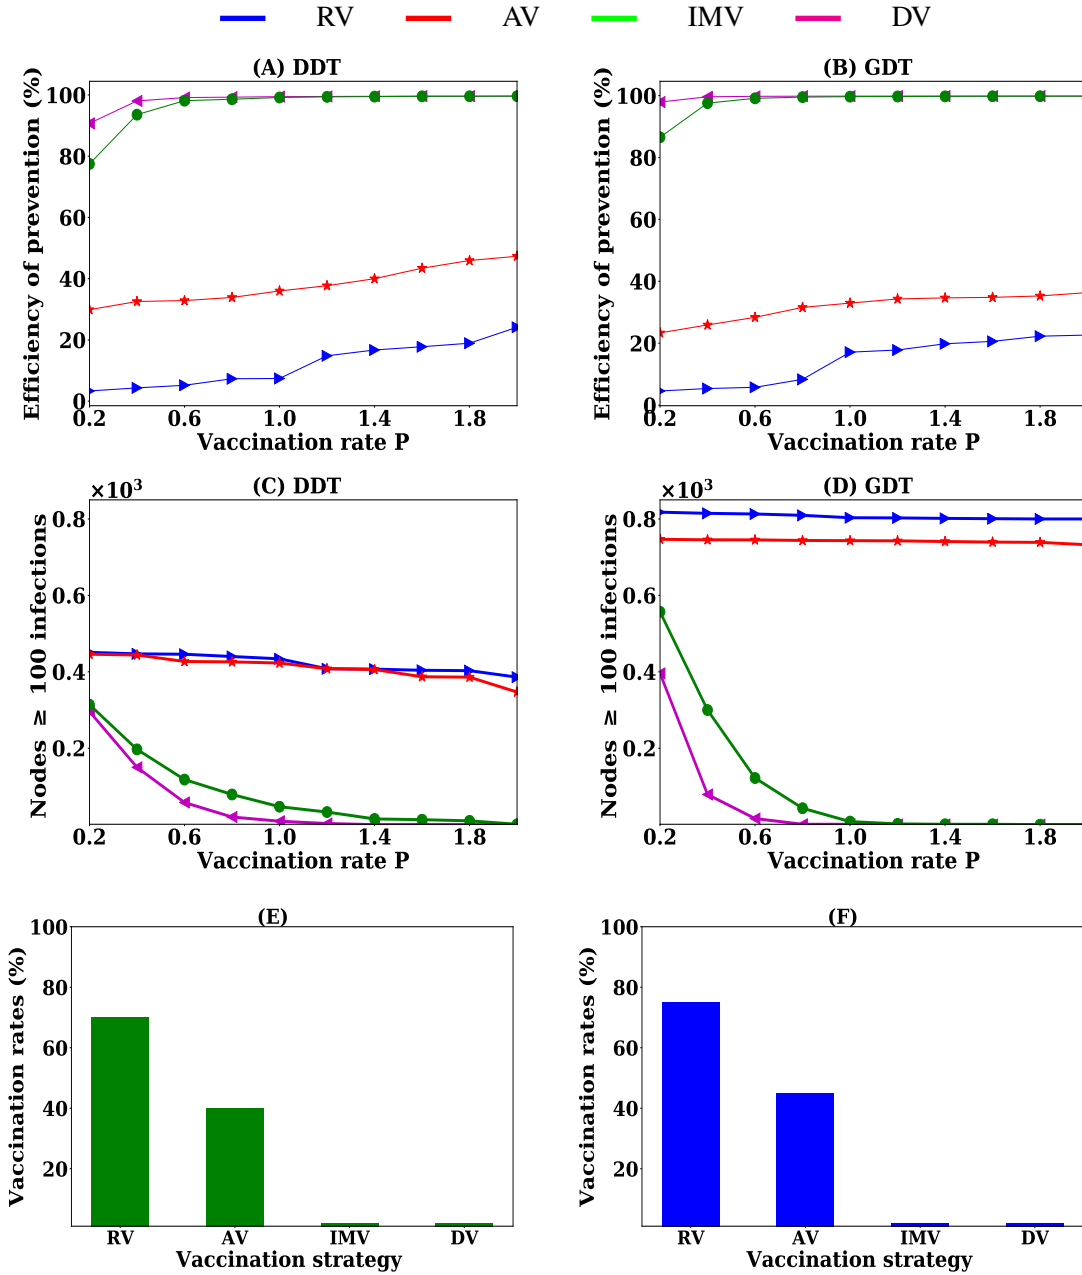 RV AV IMV DV
(A) DDT
Efficiency of prevention (%)
100
80
60
40
20
0
0.2 0.6 1.0 1.4 1.8
Vaccination rate P
(B) GDT
Efficiency of prevention (%)
100
80
60
40
20
0
0.2 0.6 1.0 1.4 1.8
Vaccination rate P
(C) DDT
×10³
Nodes ≥ 100 infections
0.8
0.6
0.4
0.2
0.2 0.6 1.0 1.4 1.8
Vaccination rate P
(D) GDT
×10³
Nodes ≥ 100 infections
0.8
0.6
0.4
0.2
0.2 0.6 1.0 1.4 1.8
Vaccination rate P
(E)
Vaccination rates (%)
100
80
60
40
20
RV AV IMV DV
Vaccination strategy
(F)
Vaccination rates (%)
100
80
60
40
20
RV AV IMV DV
Vaccination strategy